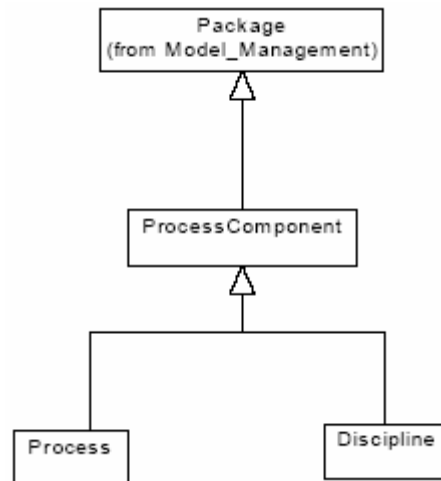 Package
(from Model_Management)
ProcessComponent
Process
Discipline